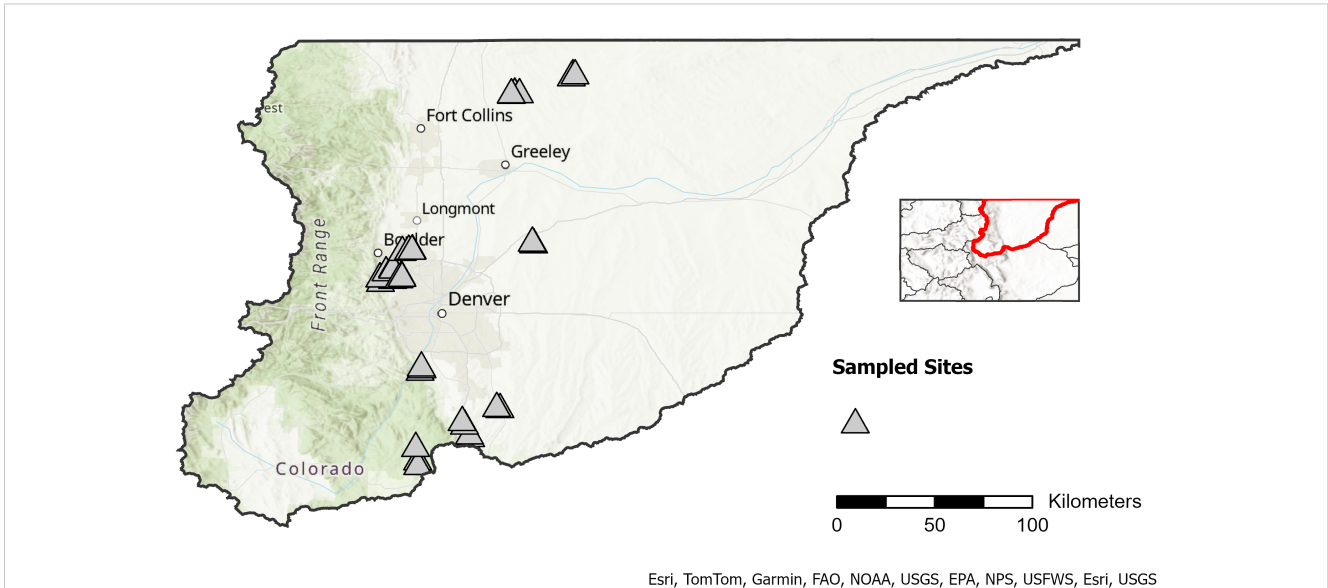 est
Fort Collins
Greeley
Longmont
Boulder
Front Range
Denver
Sampled Sites
Colorado
Kilometers
0 50 100
Esri, TomTom, Garmin, FAO, NOAA, USGS, EPA, NPS, USFWS, Esri, USGS